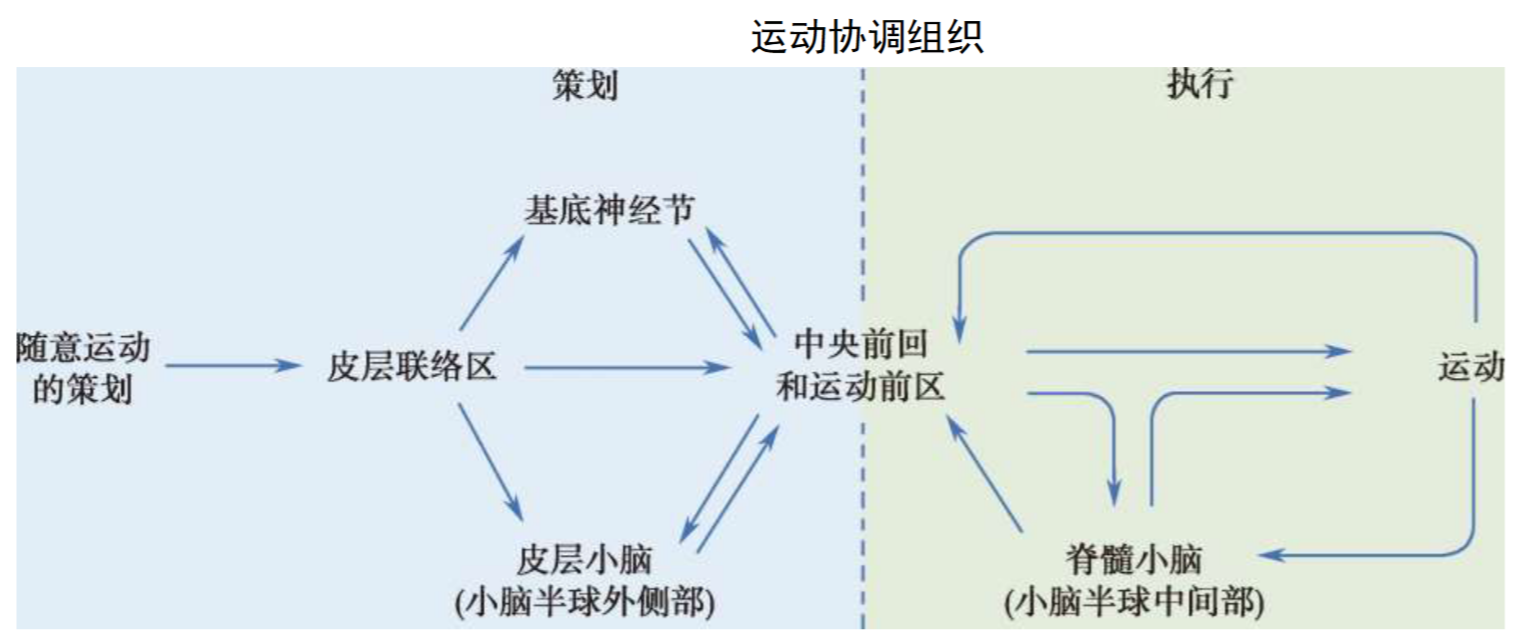 运动协调组织
策划
执行
基底神经节
随意运动
的策划
皮层联络区
中央前回
和运动前区
运动
皮层小脑
(小脑半球外侧部)
脊髓小脑
(小脑半球中间部)